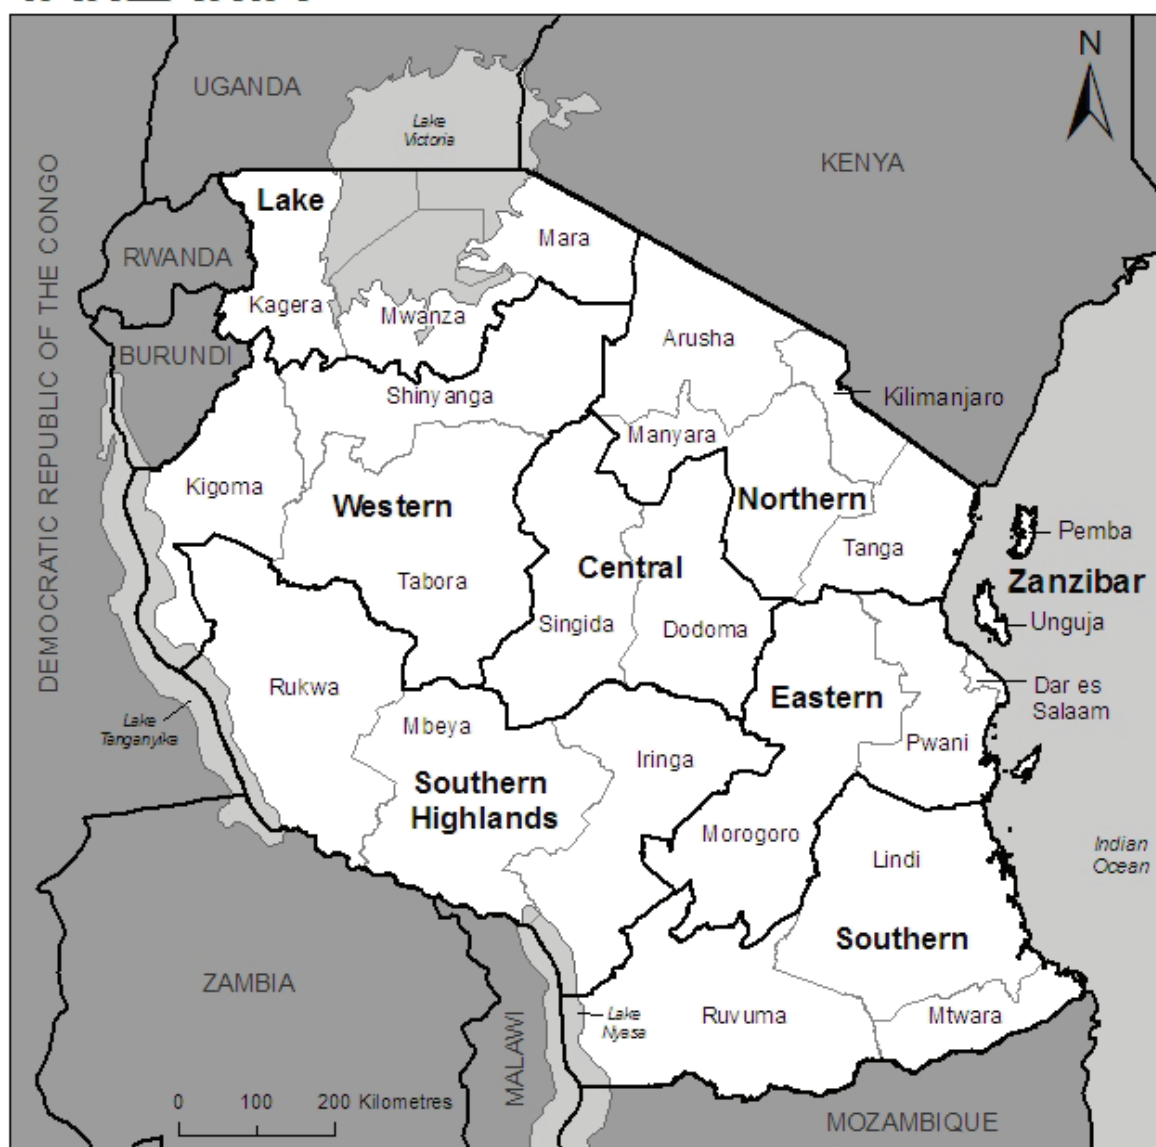 UGANDA
Lake
Victoria
N
KENYA
DEMOCRATIC REPUBLIC OF THE CONGO
Lake
Mara
RWANDA
Kagera
Mwanza
Arusha
BURUNDI
Shinyanga
Kilimanjaro
Manyara
Kigoma
Western
Northern
Pemba
Tanga
Central
Zanzibar
Tabora
Singida
Dodoma
Unguja
Rukwa
Eastern
Dar es
Salaam
Lake
Tanganyika
Mbeya
Iringa
Pwani
Southern
Highlands
Morogoro
Lindi
Indian
Ocean
Southern
ZAMBIA
Ruvuma
Mtwara
Lake
Nyasa
MALAWI
0 100 200 Kilometres
MOZAMBIQUE